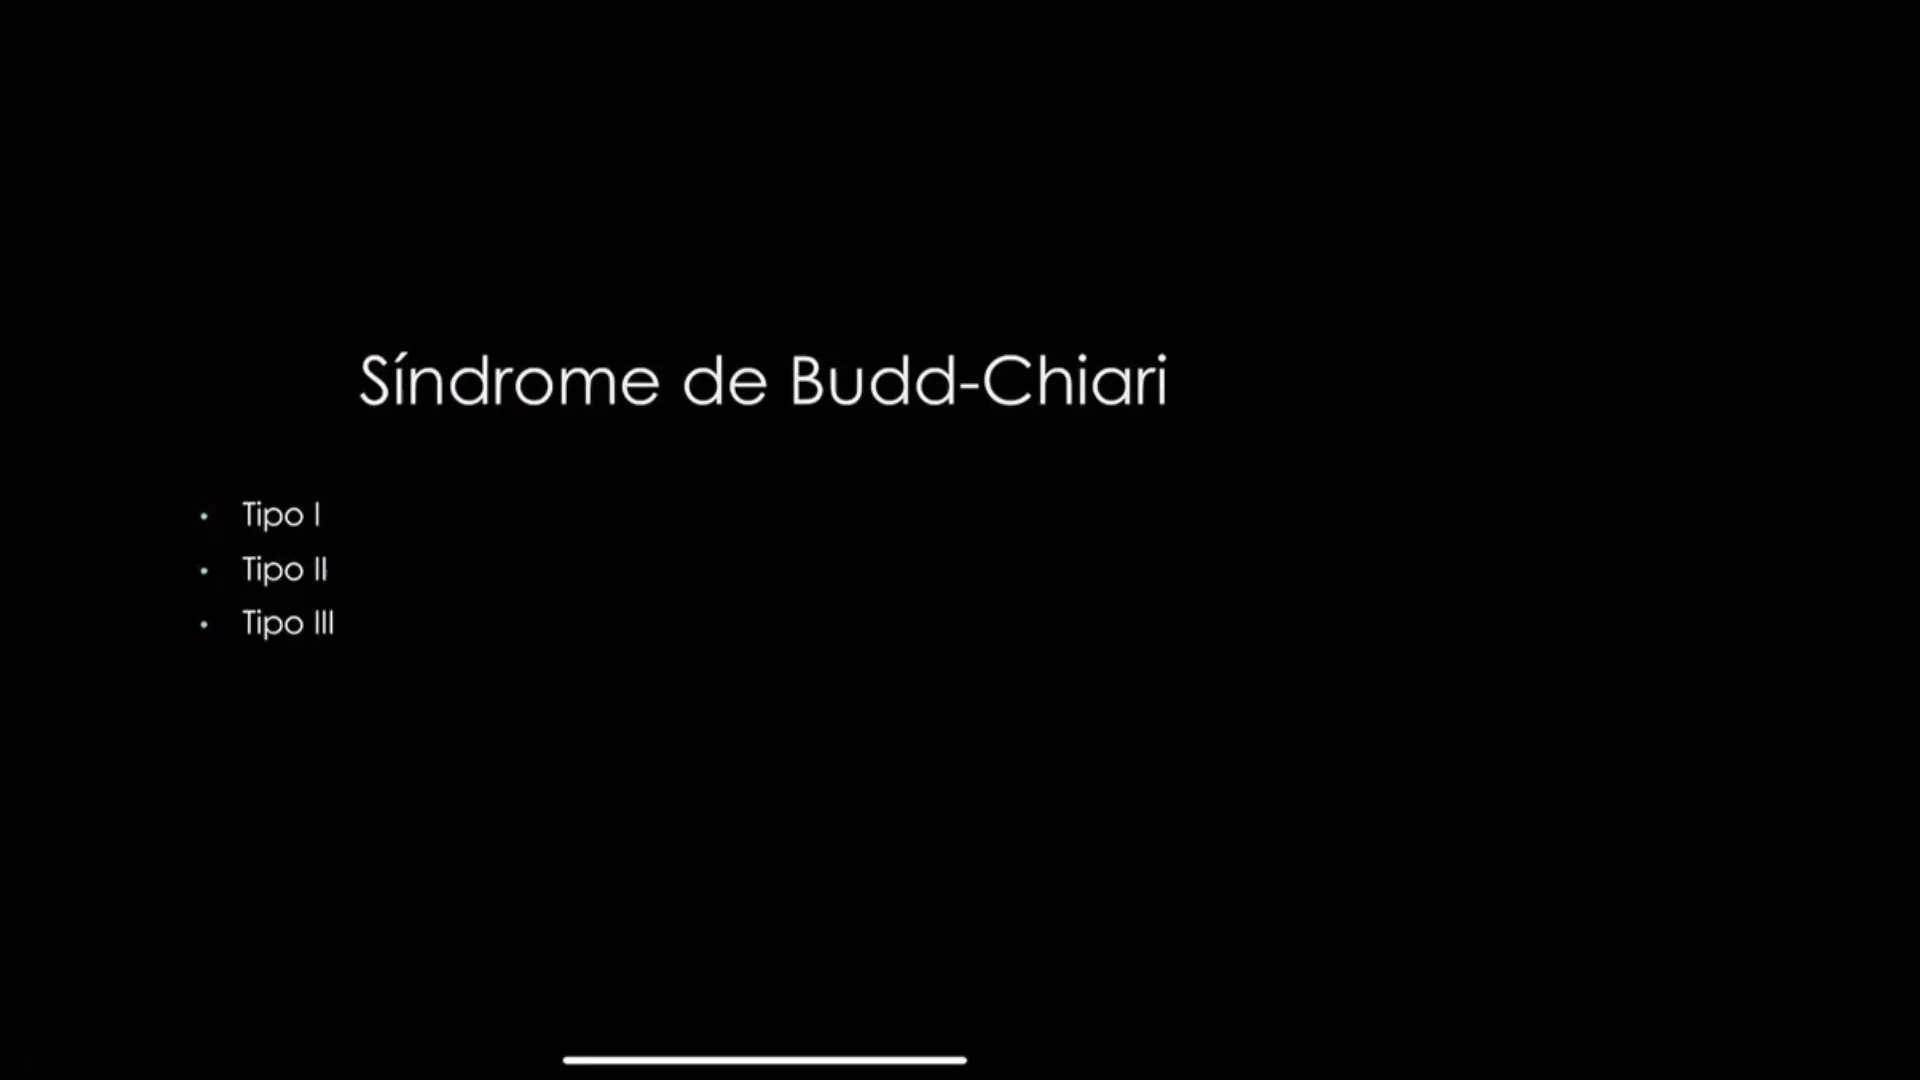 Síndrome de Budd-Chiari
• Tipo I
• Tipo II
• Tipo III